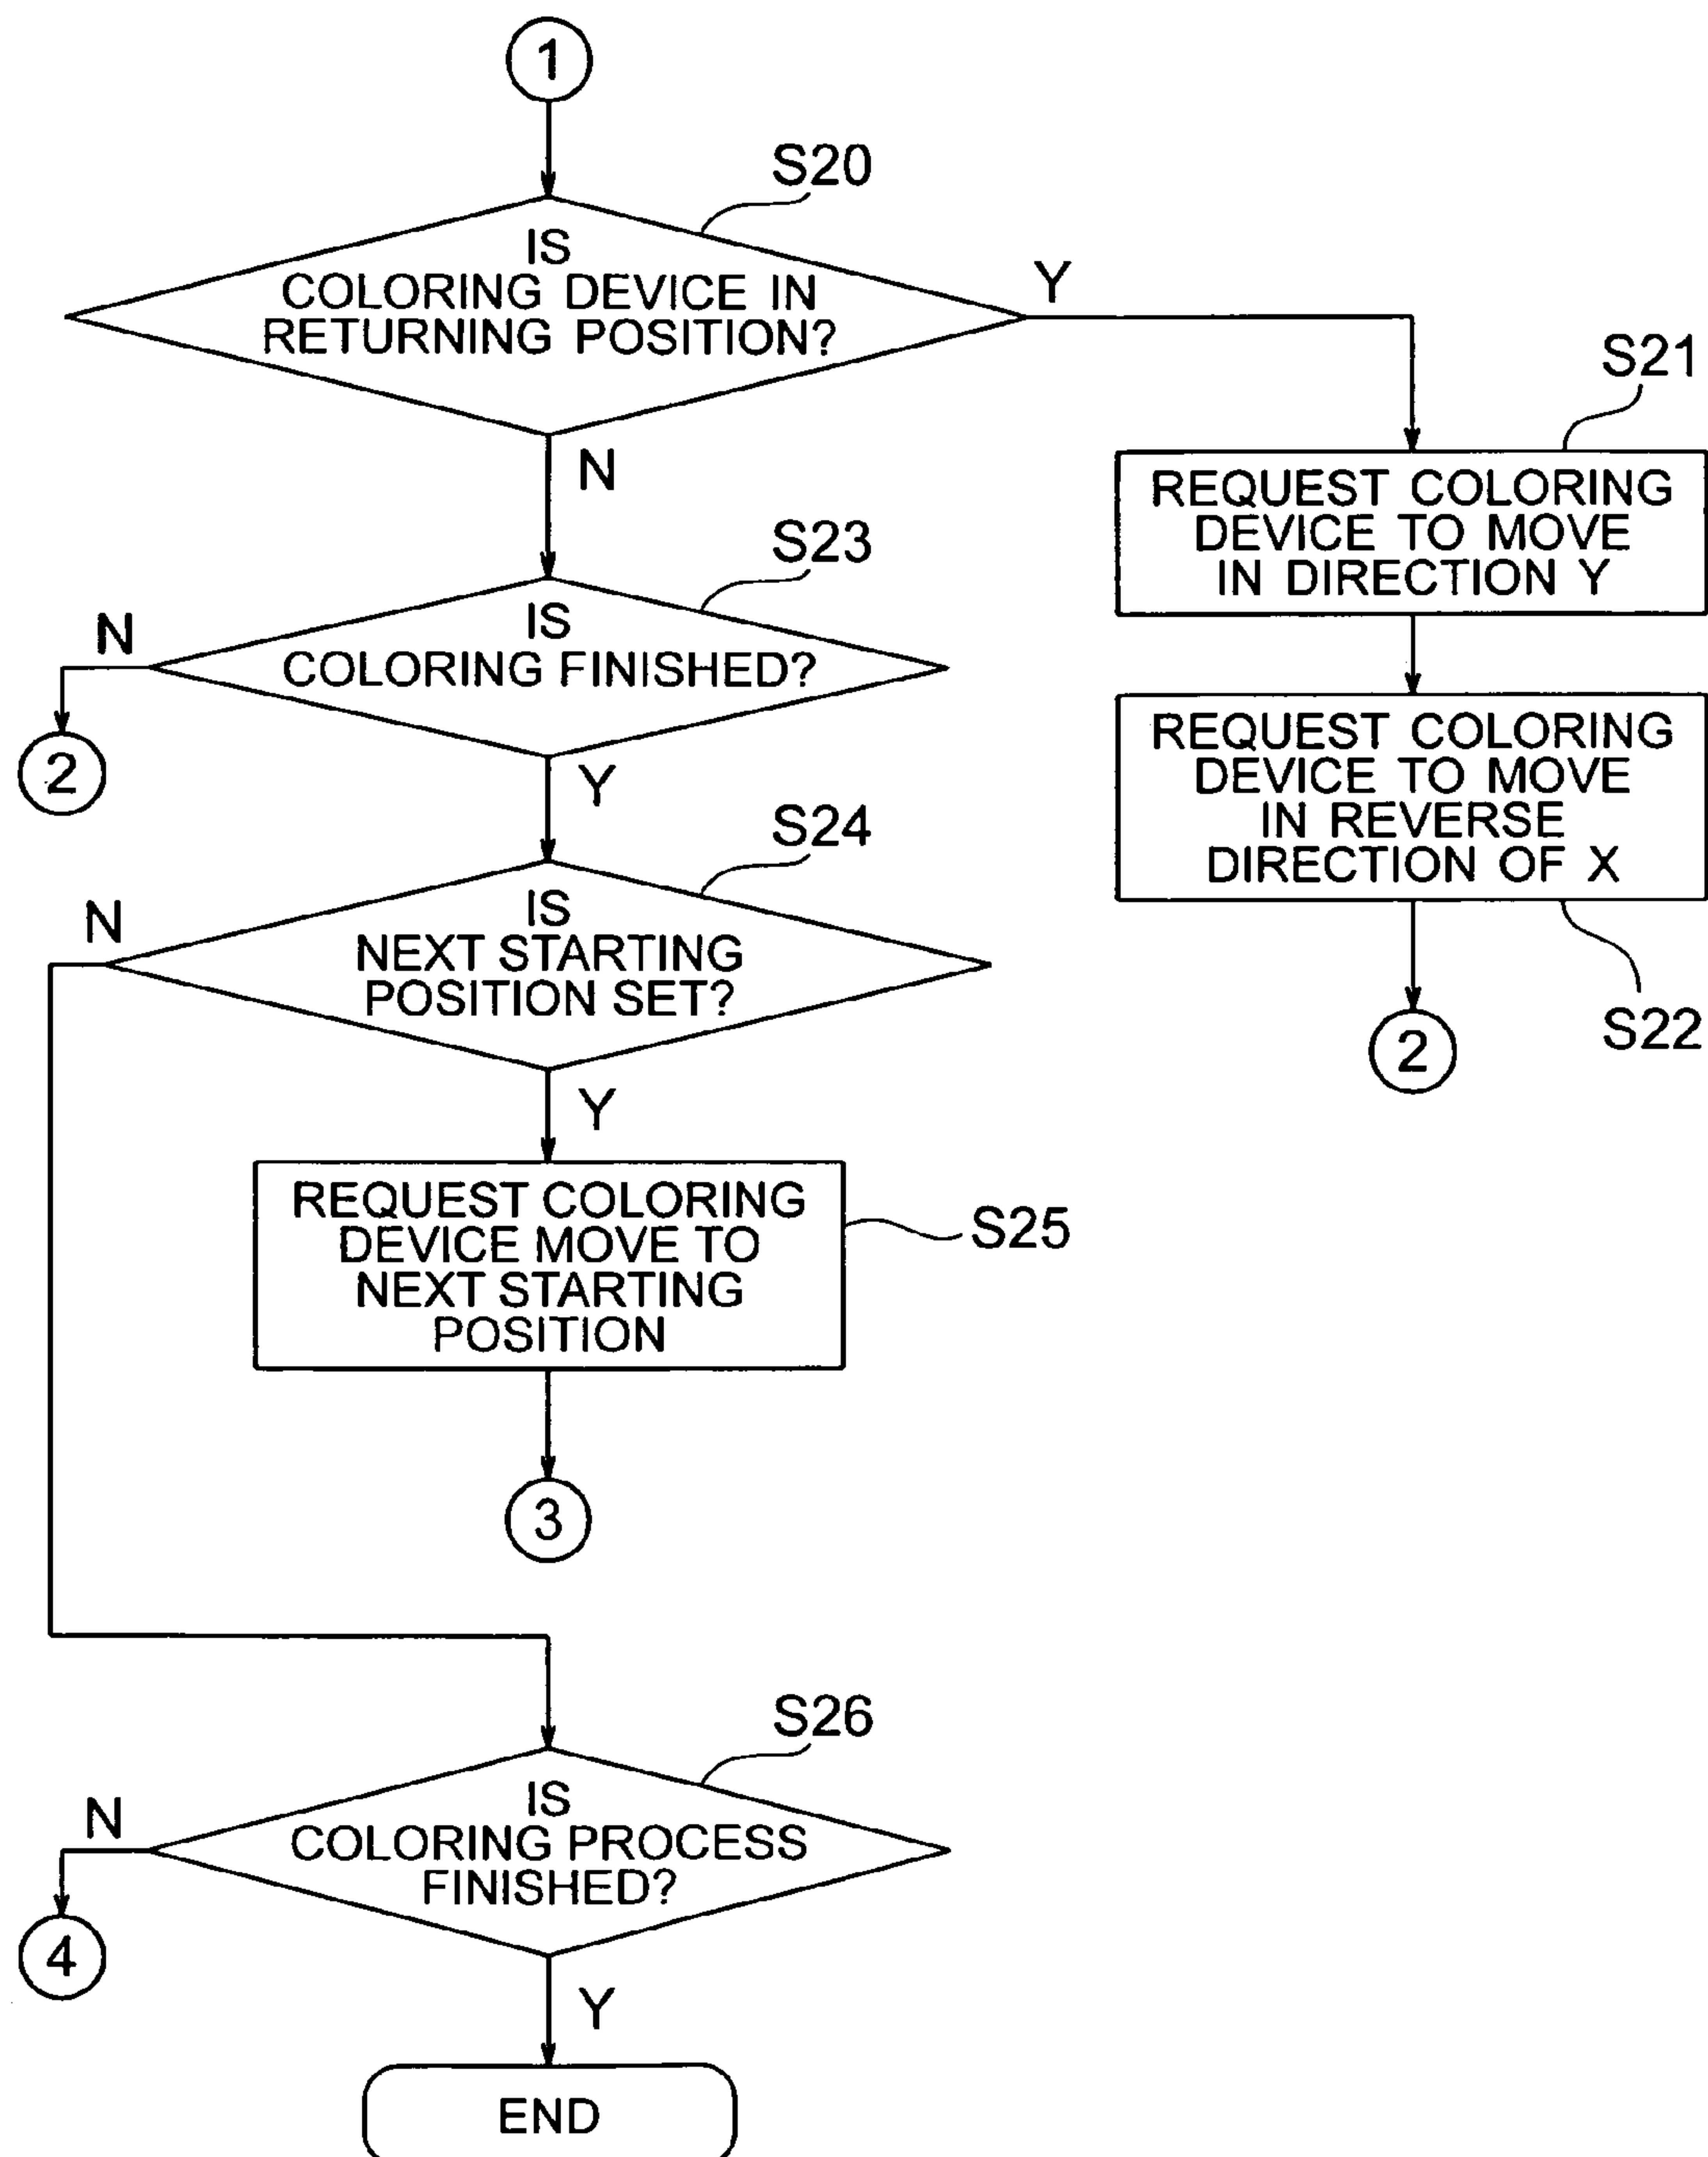 1
S20
IS
COLORING DEVICE IN
RETURNING POSITION?
Y
N
S21
REQUEST COLORING
DEVICE TO MOVE
IN DIRECTION Y
REQUEST COLORING
DEVICE TO MOVE
IN REVERSE
DIRECTION OF X
S22
2
S23
IS
COLORING FINISHED?
N
2
Y
S24
IS
NEXT STARTING
POSITION SET?
N
Y
REQUEST COLORING
DEVICE MOVE TO
NEXT STARTING
POSITION
S25
3
S26
IS
COLORING PROCESS
FINISHED?
N
4
Y
END